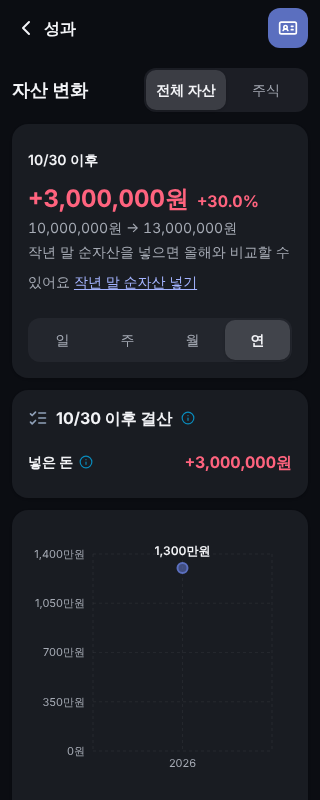 성과
자산 변화
전체 자산
주식
10/30 이후
+3,000,000원 +30.0%
10,000,000원 → 13,000,000원
작년 말 순자산을 넣으면 올해와 비교할 수
있어요 작년 말 순자산 넣기
일
주
월
연
10/30 이후 결산
넣은 돈
+3,000,000원
1,300만원
1,400만원
1,050만원
700만원
350만원
0원
2026